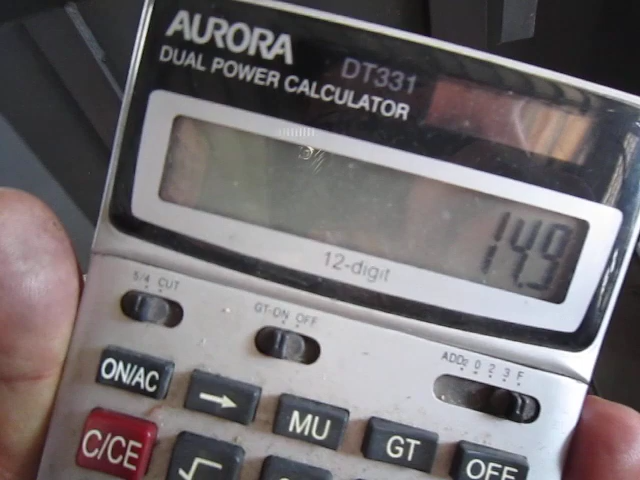 AURORA
DT331
DUAL POWER CALCULATOR
14.9
12-digit
5/4 CUT
GT-ON OFF
ADD2 0 2 3 F
ON/AC
→
MU
GT
OFF
C/CE
√